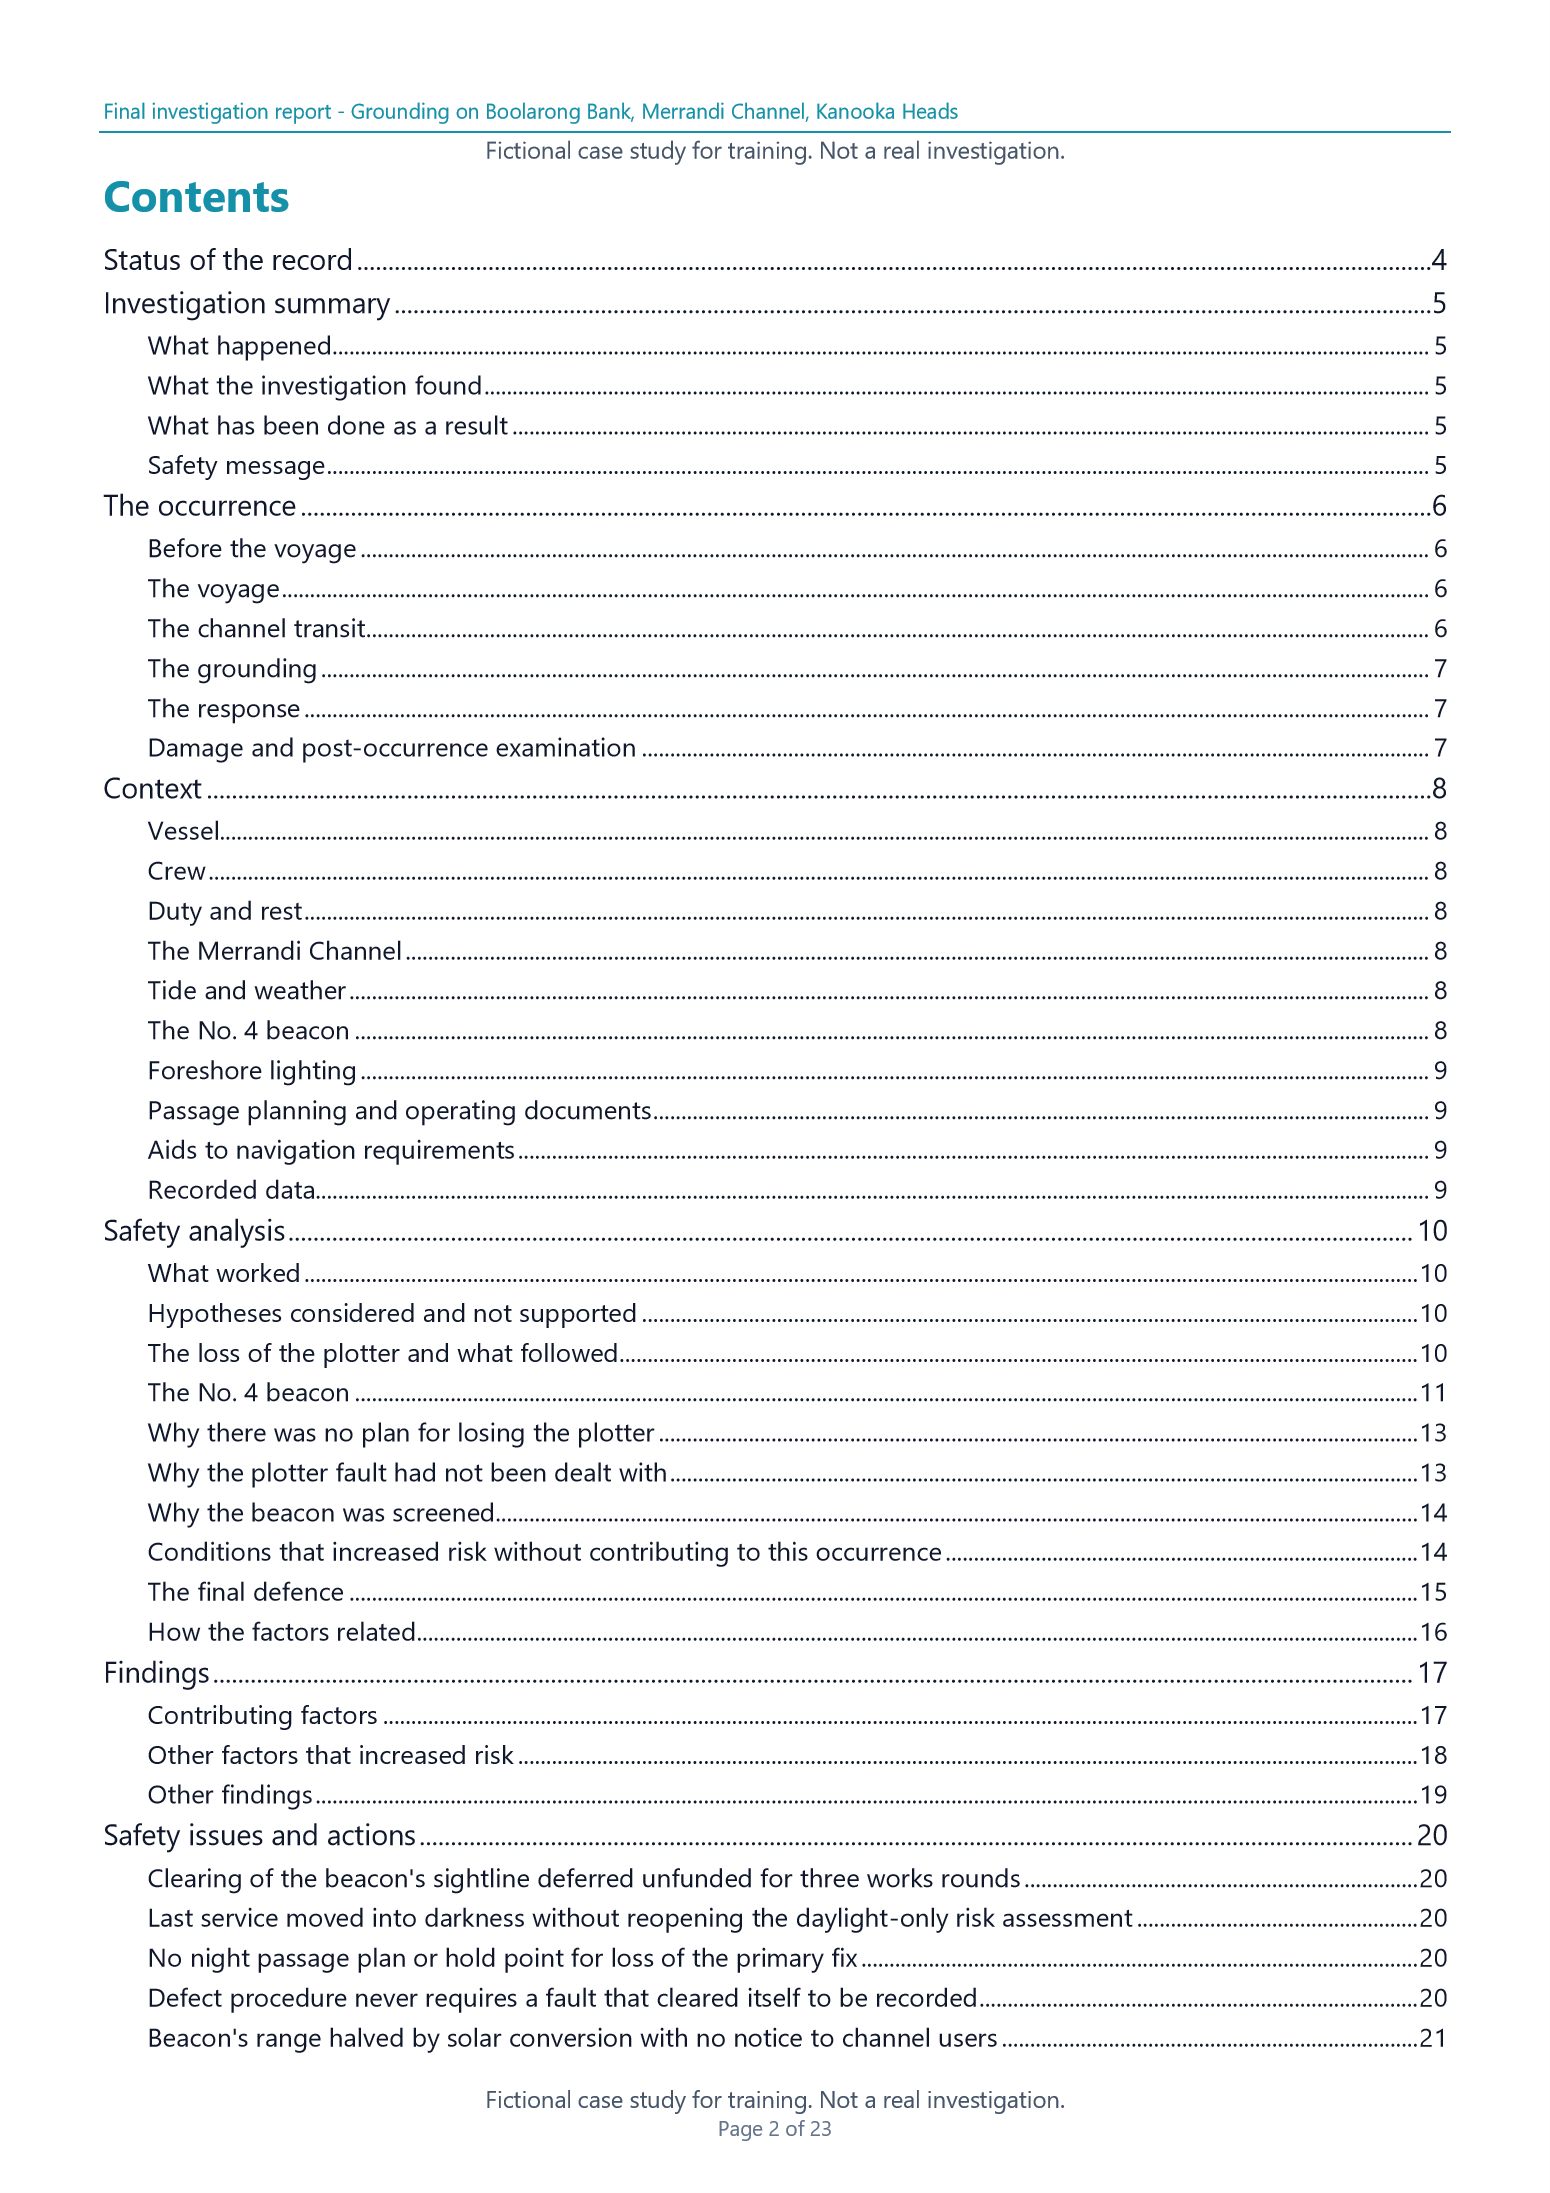 Final investigation report - Grounding on Boolarong Bank, Merrandi Channel, Kanooka Heads
Fictional case study for training. Not a real investigation.
Contents
Status of the record 4
Investigation summary 5
What happened 5
What the investigation found 5
What has been done as a result 5
Safety message 5
The occurrence 6
Before the voyage 6
The voyage 6
The channel transit 6
The grounding 7
The response 7
Damage and post-occurrence examination 7
Context 8
Vessel 8
Crew 8
Duty and rest 8
The Merrandi Channel 8
Tide and weather 8
The No. 4 beacon 8
Foreshore lighting 9
Passage planning and operating documents 9
Aids to navigation requirements 9
Recorded data 9
Safety analysis 10
What worked 10
Hypotheses considered and not supported 10
The loss of the plotter and what followed 10
The No. 4 beacon 11
Why there was no plan for losing the plotter 13
Why the plotter fault had not been dealt with 13
Why the beacon was screened 14
Conditions that increased risk without contributing to this occurrence 14
The final defence 15
How the factors related 16
Findings 17
Contributing factors 17
Other factors that increased risk 18
Other findings 19
Safety issues and actions 20
Clearing of the beacon's sightline deferred unfunded for three works rounds 20
Last service moved into darkness without reopening the daylight-only risk assessment 20
No night passage plan or hold point for loss of the primary fix 20
Defect procedure never requires a fault that cleared itself to be recorded 20
Beacon's range halved by solar conversion with no notice to channel users 21
Fictional case study for training. Not a real investigation.
Page 2 of 23